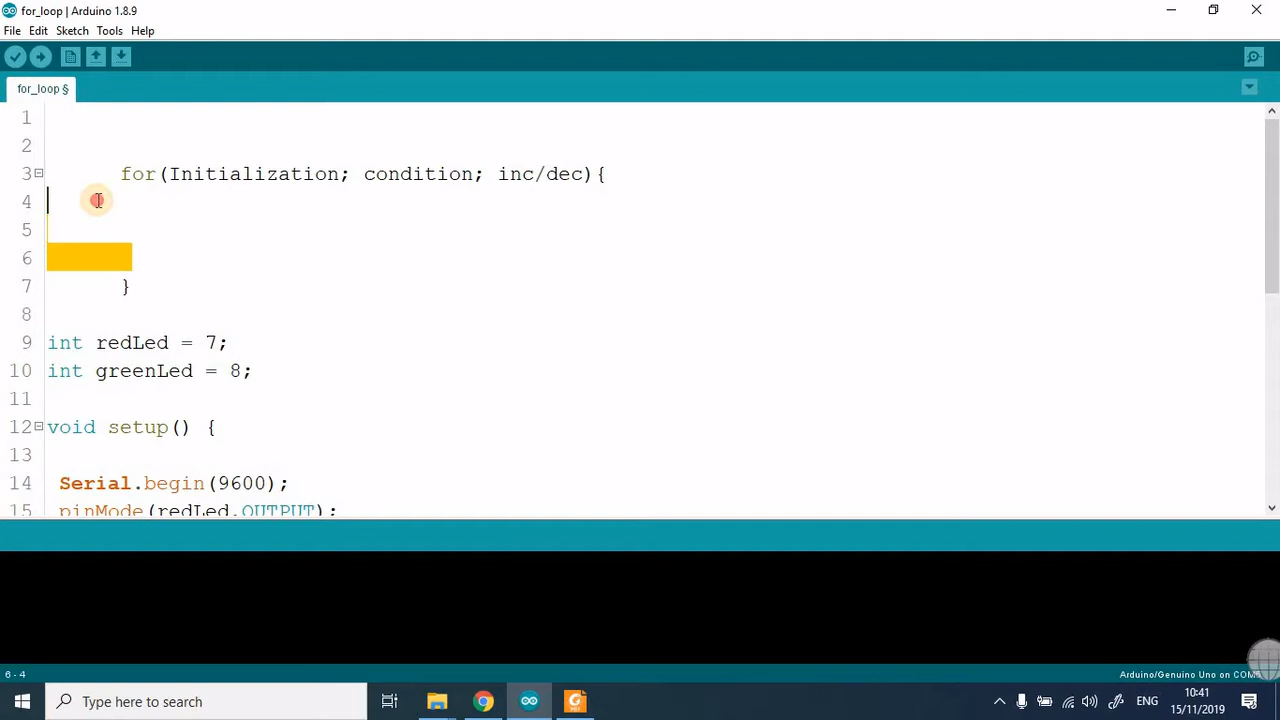 for_loop | Arduino 1.8.9
File Edit Sketch Tools Help
for_loop §
1
2
3 for(Initialization; condition; inc/dec){
4
5
6
7 }
8
9 int redLed = 7;
10 int greenLed = 8;
11
12 void setup() {
13
14 Serial.begin(9600);
15 pinMode(redLed,OUTPUT);
6 - 4
Arduino/Genuino Uno on COM5
Type here to search
ENG
10:41
15/11/2019